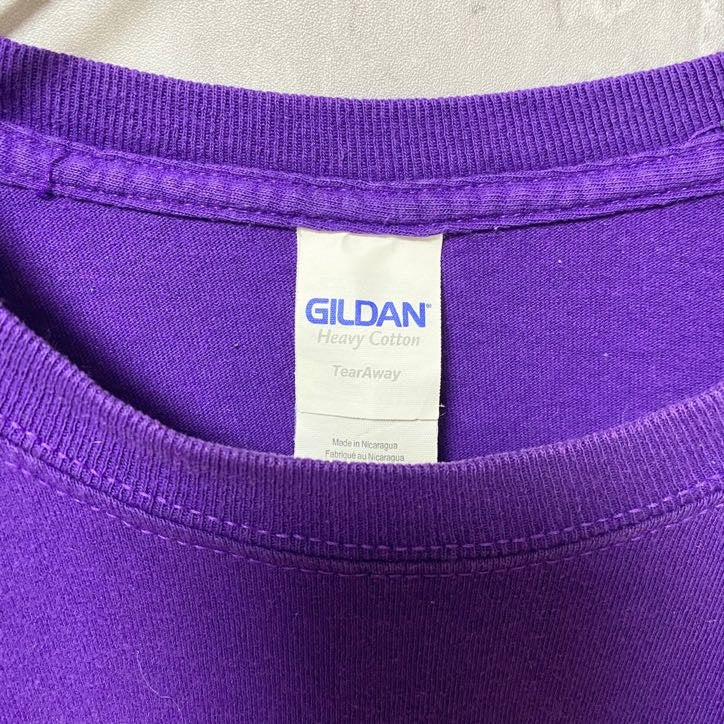 GILDAN®
Heavy Cotton
TearAway
Made in Nicaragua
Fabriqué au Nicaragua